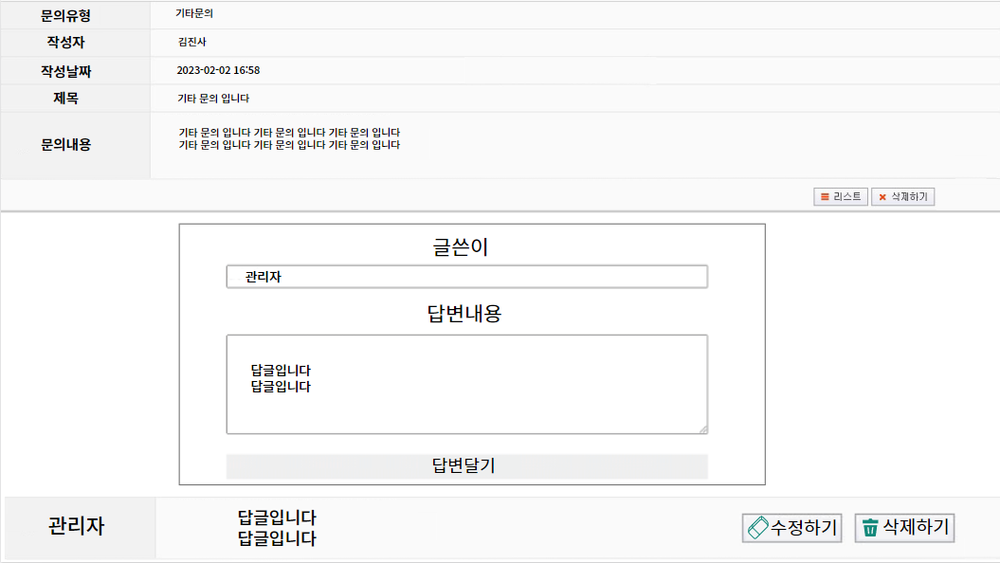 문의유형 기타문의
작성자 김진사
작성날짜 2023-02-02 16:58
제목 기타 문의 입니다
문의내용 기타 문의 입니다 기타 문의 입니다 기타 문의 입니다
기타 문의 입니다 기타 문의 입니다 기타 문의 입니다
리스트 삭제하기
글쓴이
관리자
답변내용
답글입니다
답글입니다
답변달기
관리자 답글입니다
답글입니다
수정하기 삭제하기